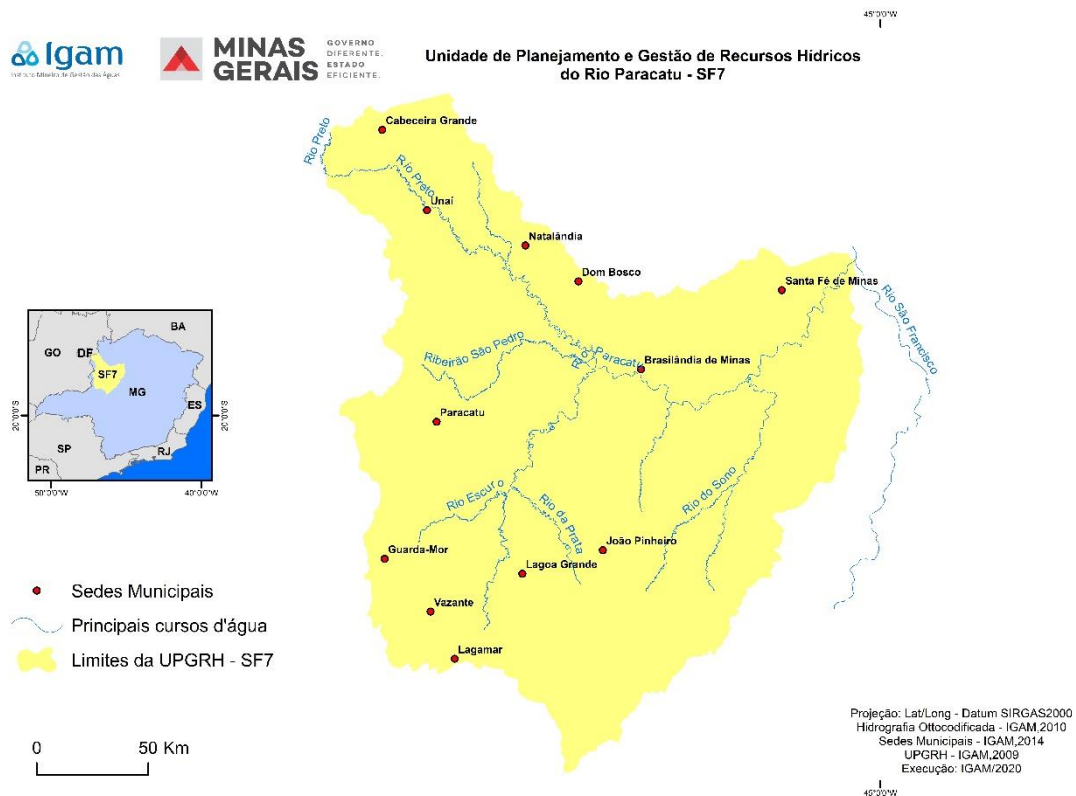 45°0'0"W
Igam
Instituto Mineiro de Gestão das Águas
MINAS
GERAIS
GOVERNO
DIFERENTE.
ESTADO
EFICIENTE.
Unidade de Planejamento e Gestão de Recursos Hídricos
do Rio Paracatu - SF7
Cabeceira Grande
Rio Preto
Rio Preto
Unaí
Natalândia
Dom Bosco
Santa Fé de Minas
Rio São Francisco
Ribeirão São Pedro
Rio Paracatu
Brasilândia de Minas
Paracatu
BA
GO
DF
SF7
MG
ES
SP
RJ
PR
20°0'0"S
20°0'0"S
50°0'0"W
40°0'0"W
Rio Escuro
Rio da Prata
Rio do Sono
João Pinheiro
Guarda-Mor
Lagoa Grande
Vazante
Lagamar
Sedes Municipais
Principais cursos d'água
Limites da UPGRH - SF7
0 50 Km
Projeção: Lat/Long - Datum SIRGAS2000
Hidrografia Ottocodificada - IGAM,2010
Sedes Municipais - IGAM,2014
UPGRH - IGAM,2009
Execução: IGAM/2020
45°0'0"W